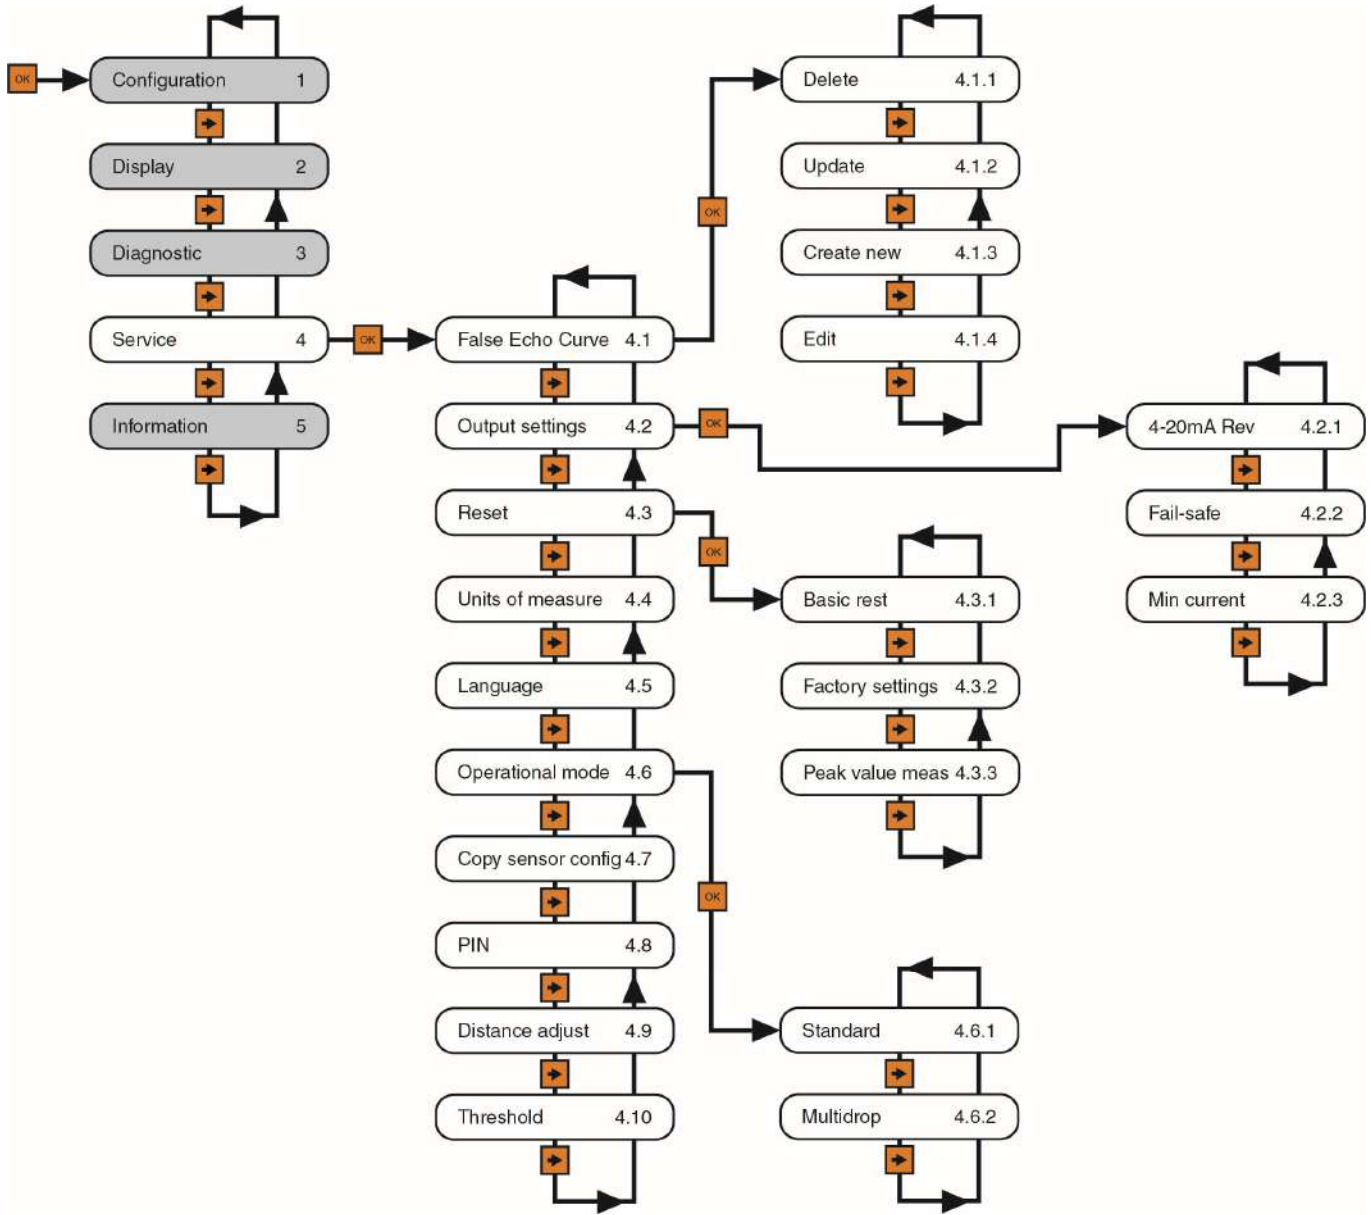 OK
Configuration 1
Display 2
Diagnostic 3
Service 4
Information 5
OK
False Echo Curve 4.1
Output settings 4.2
Reset 4.3
Units of measure 4.4
Language 4.5
Operational mode 4.6
Copy sensor config 4.7
PIN 4.8
Distance adjust 4.9
Threshold 4.10
OK
Delete 4.1.1
Update 4.1.2
Create new 4.1.3
Edit 4.1.4
OK
4-20mA Rev 4.2.1
Fail-safe 4.2.2
Min current 4.2.3
OK
Basic rest 4.3.1
Factory settings 4.3.2
Peak value meas 4.3.3
OK
Standard 4.6.1
Multidrop 4.6.2